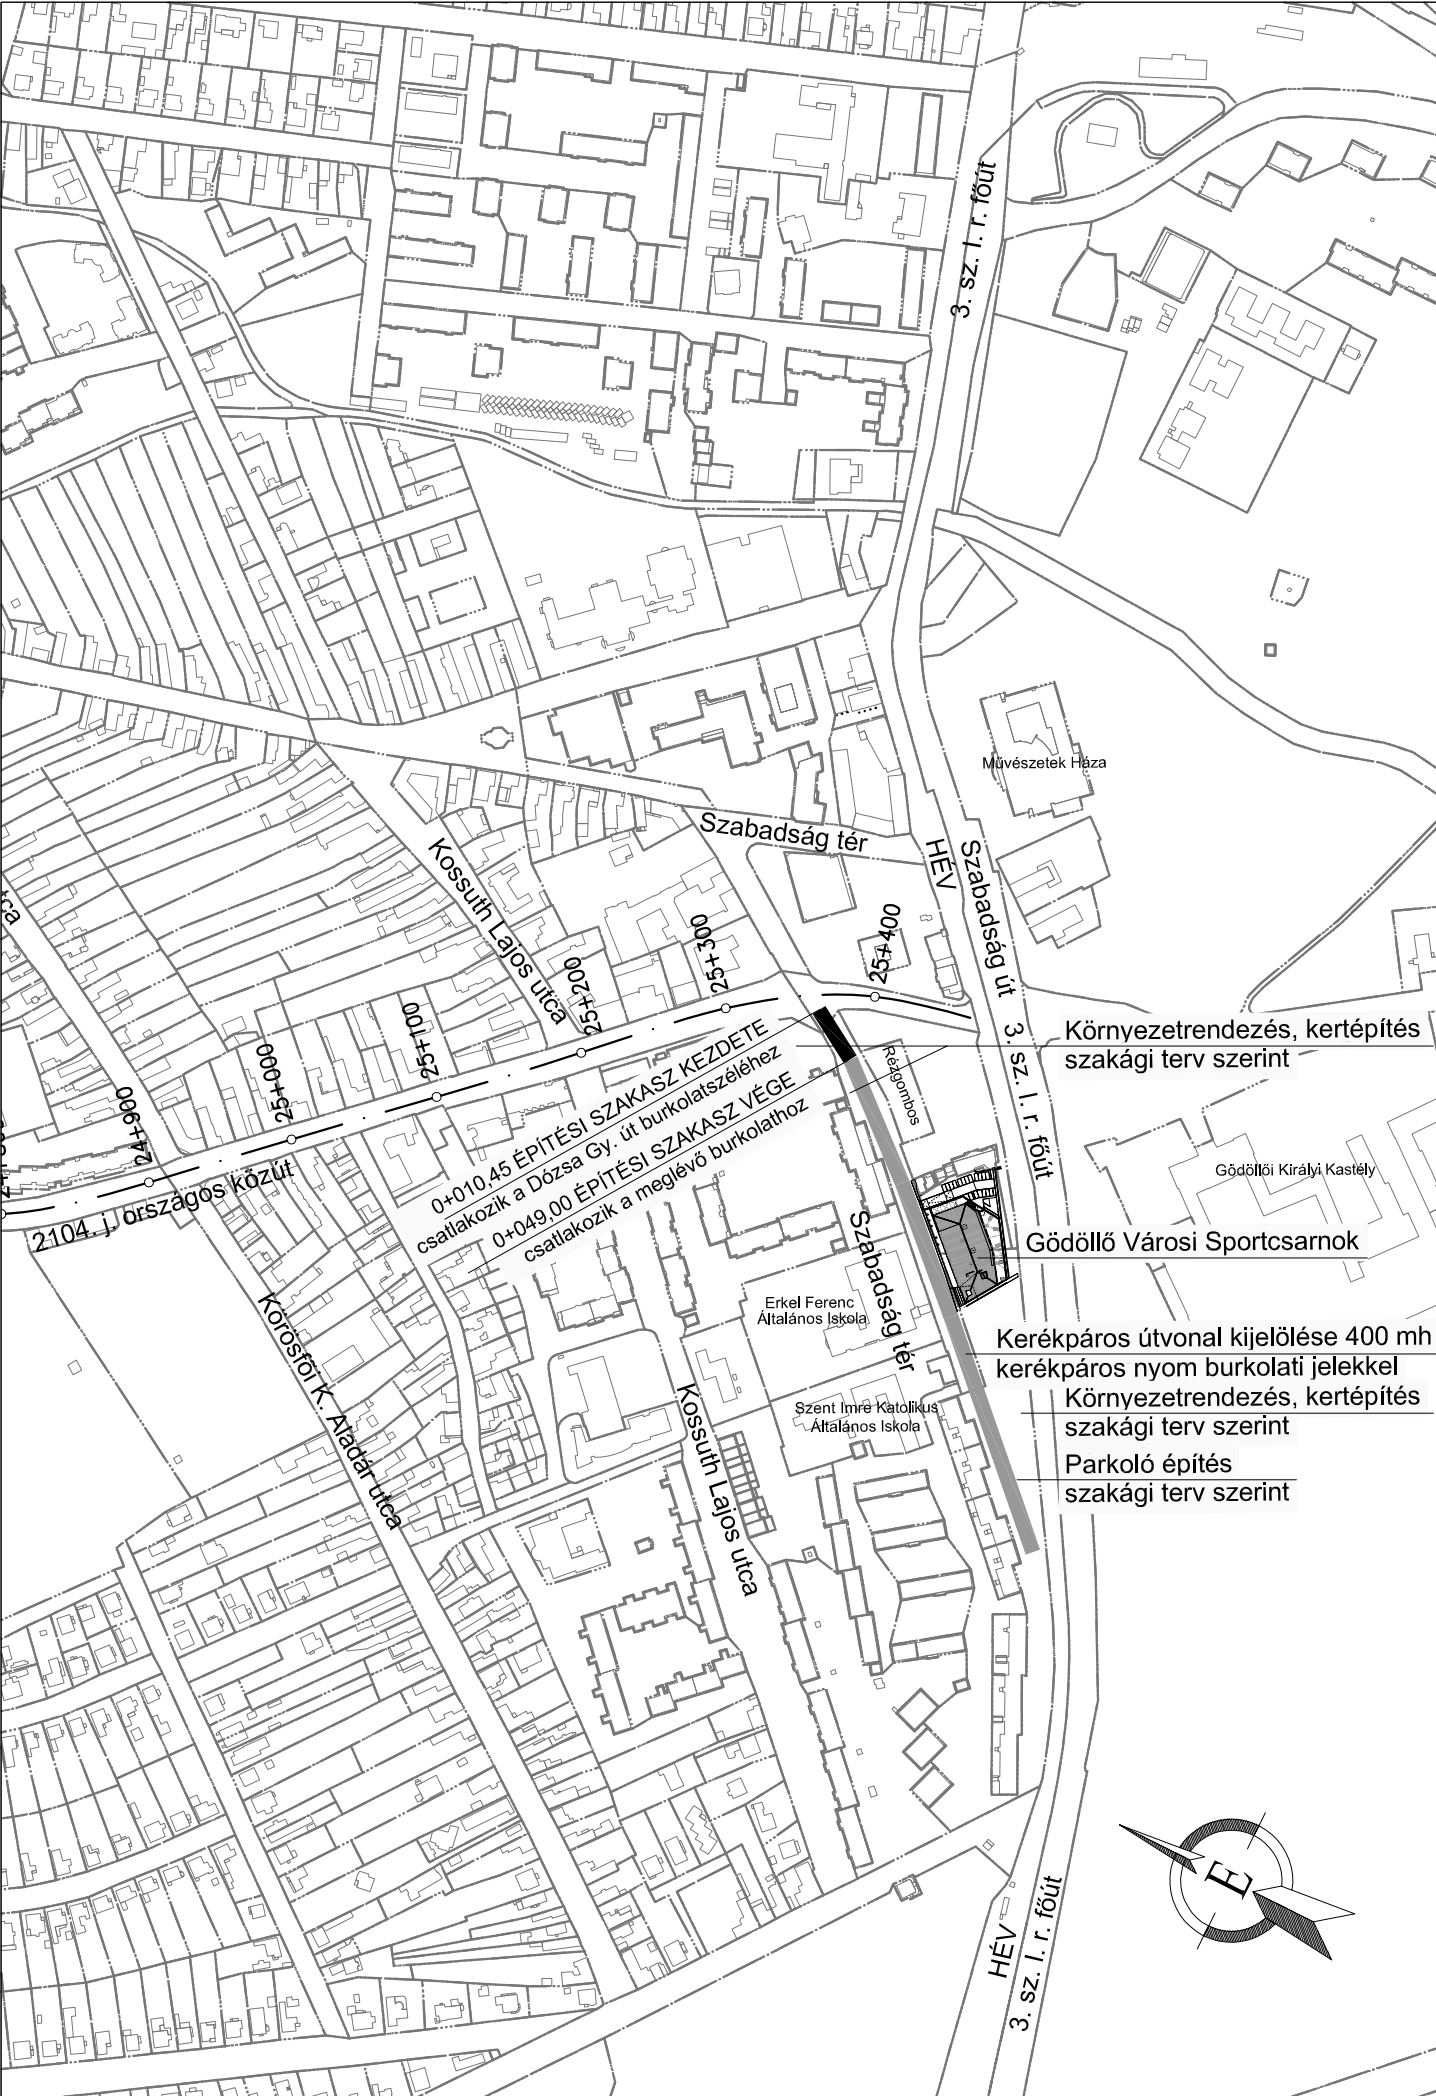 3. sz. I. r. főút
Művészetek Háza
Szabadság tér
HÉV
Szabadság út
3. sz. I. r. főút
Kossuth Lajos utca
24+900
25+000
25+100
25+200
25+300
25+400
2104. j. országos közút
0+010.45 ÉPÍTÉSI SZAKASZ KEZDETE
csatlakozik a Dózsa Gy. út burkolatszéléhez
0+049,00 ÉPÍTÉSI SZAKASZ VÉGE
csatlakozik a meglévő burkolathoz
Rézgombos
Környezetrendezés, kertépítés
szakági terv szerint
Gödöllői Királyi Kastély
Gödöllő Városi Sportcsarnok
Szabadság tér
Erkel Ferenc
Általános Iskola
Kerékpáros útvonal kijelölése 400 mh
kerékpáros nyom burkolati jelekkel
Környezetrendezés, kertépítés
szakági terv szerint
Szent Imre Katolikus
Általános Iskola
Parkoló építés
szakági terv szerint
Körösfői K. Aladár utca
Kossuth Lajos utca
É
HÉV
3. sz. I. r. főút